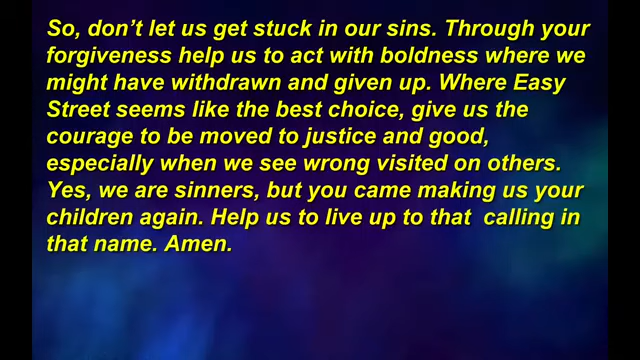 So, don’t let us get stuck in our sins. Through your
forgiveness help us to act with boldness where we
might have withdrawn and given up. Where Easy
Street seems like the best choice, give us the
courage to be moved to justice and good,
especially when we see wrong visited on others.
Yes, we are sinners, but you came making us your
children again. Help us to live up to that  calling in
that name. Amen.